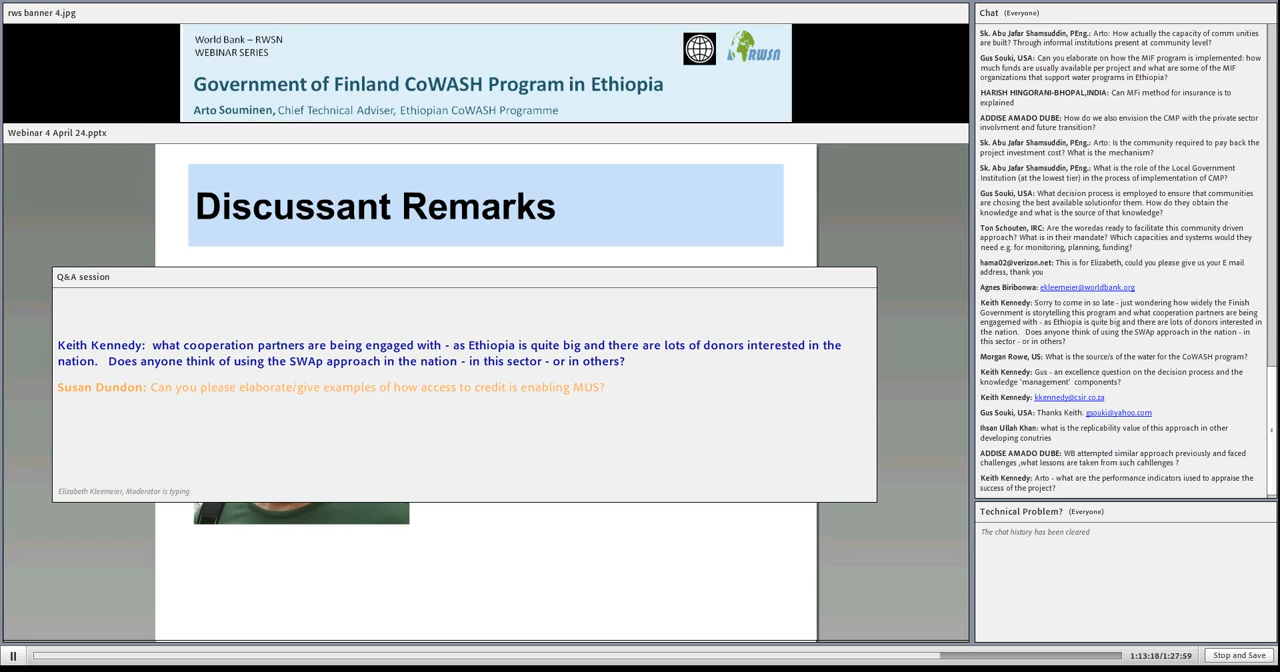 rws banner 4.jpg
World Bank – RWSN
WEBINAR SERIES
RWSN
Government of Finland CoWASH Program in Ethiopia
Arto Souminen, Chief Technical Adviser, Ethiopian CoWASH Programme
Webinar 4 April 24.pptx
Discussant Remarks
Q&A session
Keith Kennedy:  what cooperation partners are being engaged with - as Ethiopia is quite big and there are lots of donors interested in the
nation.   Does anyone think of using the SWAp approach in the nation - in this sector - or in others?
Susan Dundon: Can you please elaborate/give examples of how access to credit is enabling MUS?
Elizabeth Kleemeier, Moderator is typing
Chat (Everyone)
Sk. Abu Jafar Shamsuddin, PEng.: Arto: How actually the capacity of comm unities
are built? Through informal institutions present at community level?
Gus Souki, USA: Can you elaborate on how the MIF program is implemented: how
much funds are usually available per project and what are some of the MIF
organizations that support water programs in Ethiopia?
HARISH HINGORANI-BHOPAL,INDIA: Can MFi method for insurance is to
explained
ADDISE AMADO DUBE: How do we also envision the CMP with the private sector
involvment and future transition?
Sk. Abu Jafar Shamsuddin, PEng.: Arto: Is the community required to pay back the
project investment cost? What is the mechanism?
Sk. Abu Jafar Shamsuddin, PEng.: What is the role of the Local Government
Institution (at the lowest tier) in the process of implementation of CMP?
Gus Souki, USA: What decision process is employed to ensure that communities
are chosing the best available solutionfor them. How do they obtain the
knowledge and what is the source of that knowledge?
Ton Schouten, IRC: Are the woredas ready to facilitate this community driven
approach? What is in their mandate? Which capacities and systems would they
need e.g. for monitoring, planning, funding?
hama02@verizon.net: This is for Elizabeth, could you please give us your E mail
address, thank you
Agnes Biribonwa: ekleemeier@worldbank.org
Keith Kennedy: Sorry to come in so late - just wondering how widely the Finish
Government is storytelling this program and what cooperation partners are being
engagemed with - as Ethiopia is quite big and there are lots of donors interested in
the nation.   Does anyone think of using the SWAp approach in the nation - in
this sector - or in others?
Morgan Rowe, US: What is the source/s of the water for the CoWASH program?
Keith Kennedy: Gus - an excellence question on the decision process and the
knowledge 'management'  components?
Keith Kennedy: kkennedy@csir.co.za
Gus Souki, USA: Thanks Keith. gsouki@yahoo.com
Ihsan Ullah Khan: what is the replicability value of this approach in other
developing conutries
ADDISE AMADO DUBE: WB attempted similar approach previously and faced
challenges ,what lessons are taken from such cahllenges ?
Keith Kennedy: Arto - what are the performance indicators iused to appraise the
success of the project?
Technical Problem? (Everyone)
The chat history has been cleared
1:13:18/1:27:59
Stop and Save